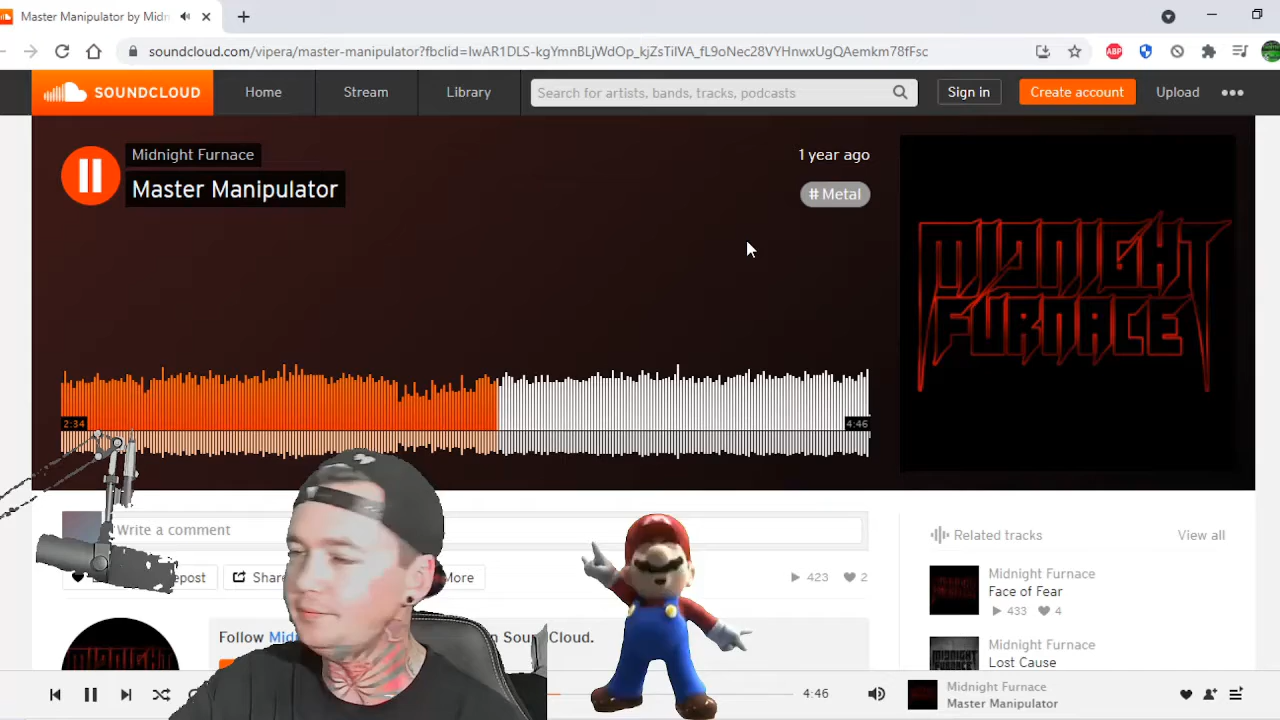 Master Manipulator by Midn
soundcloud.com/vipera/master-manipulator?fbclid=IwAR1DLS-kgYmnBLjWdOp_kjZsTilVA_fL9oNec28VYHnwxUgQAemkm78fFsc
ABP
SOUNDCLOUD
Home
Stream
Library
Search for artists, bands, tracks, podcasts
Sign in
Create account
Upload
Midnight Furnace
1 year ago
Master Manipulator
# Metal
MIDNIGHT
FURNACE
2:34
4:46
Write a comment
Related tracks
View all
epost
Share
More
423
2
Midnight Furnace
Face of Fear
433
4
Follow Midn
n SoundCloud.
Midnight Furnace
Lost Cause
4:46
Midnight Furnace
Master Manipulator